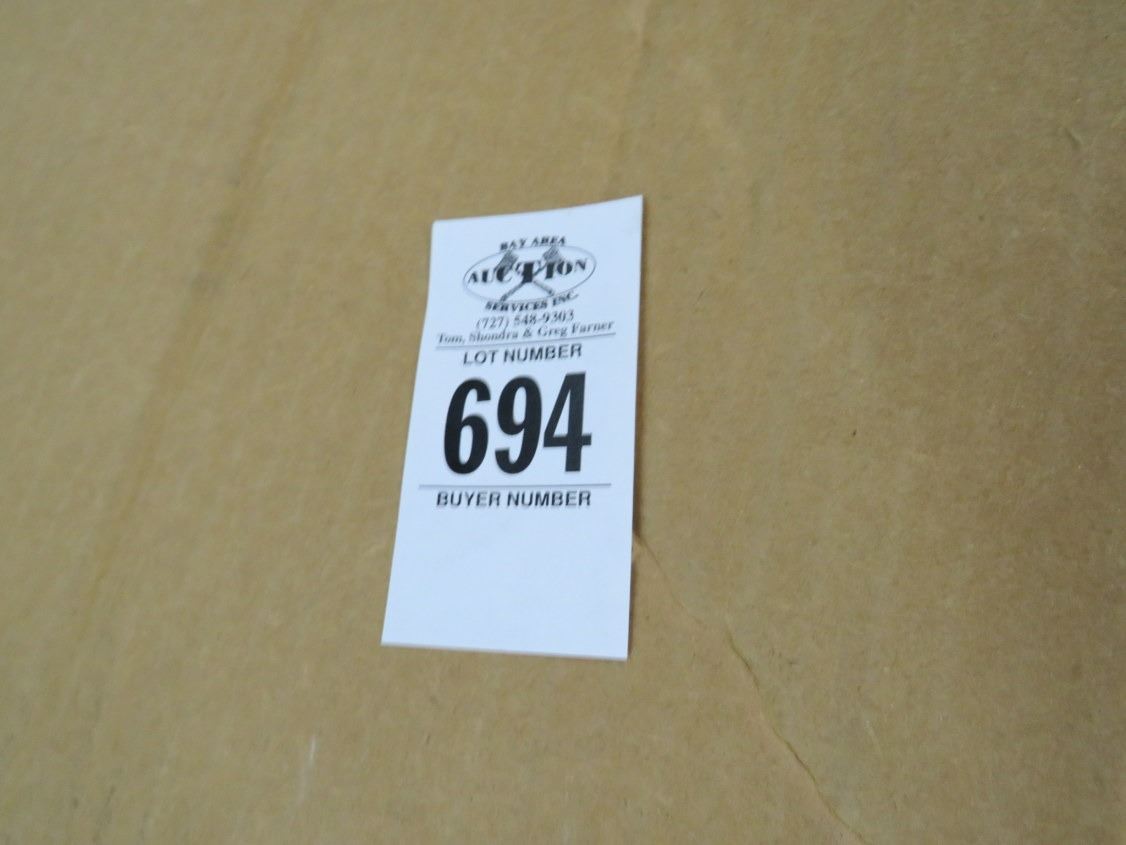 BAY AREA
AUCTION
SERVICES INC.
(727) 548-9303
Tom, Shondra & Greg Farner
LOT NUMBER
694
BUYER NUMBER